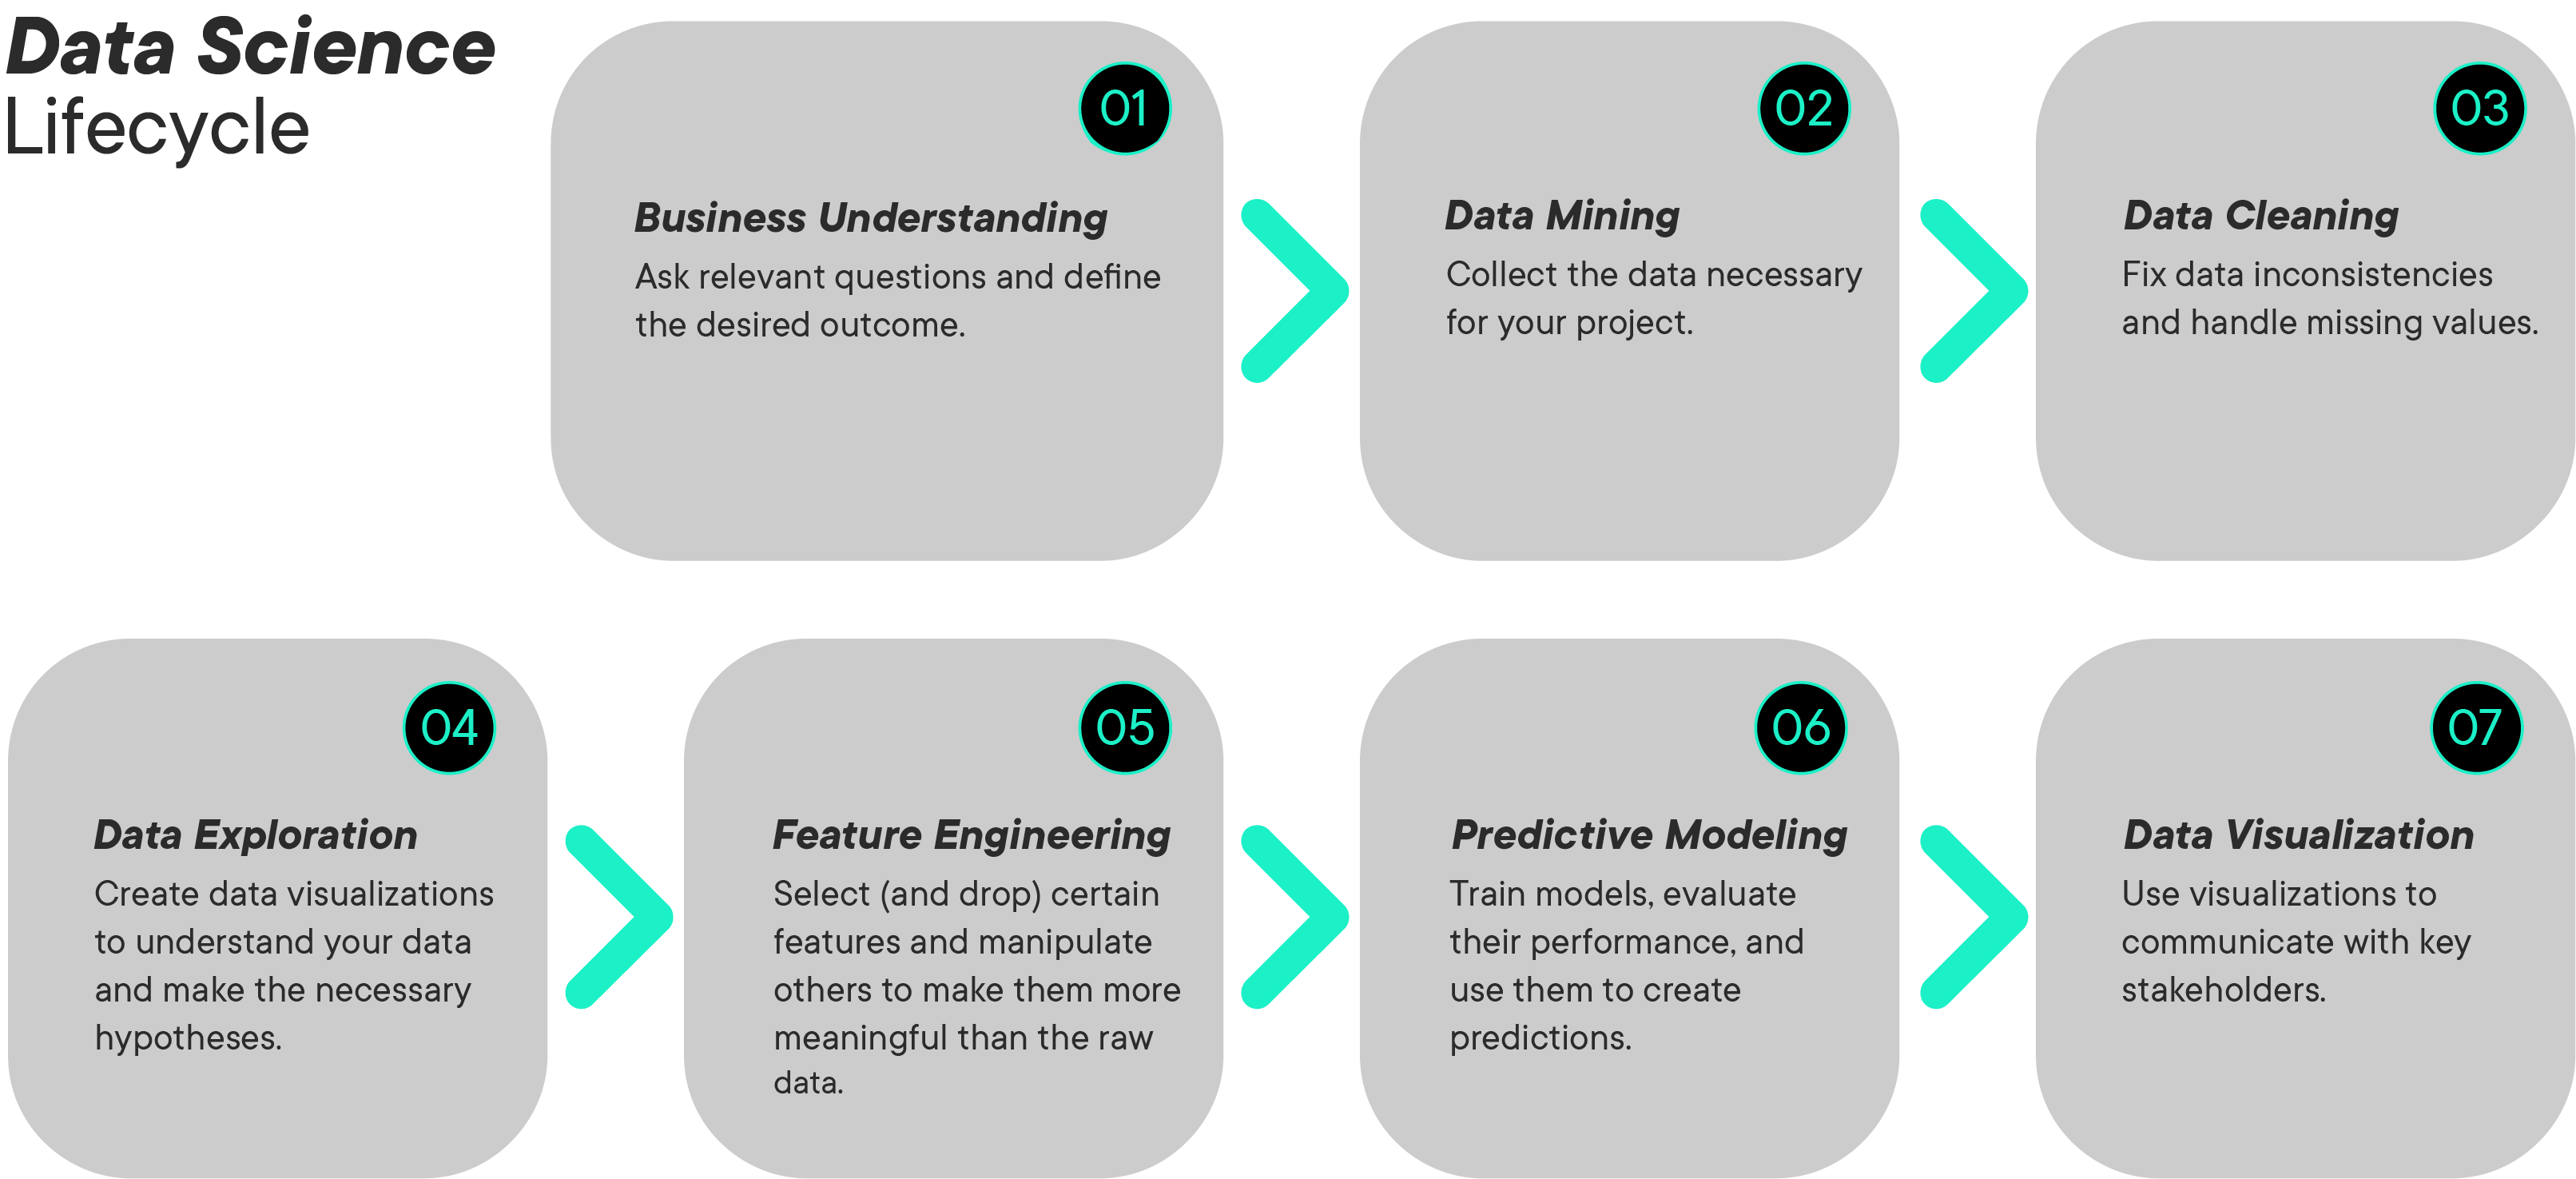 Data Science
Lifecycle
01
Business Understanding
Ask relevant questions and define
the desired outcome.
02
Data Mining
Collect the data necessary
for your project.
03
Data Cleaning
Fix data inconsistencies
and handle missing values.
04
Data Exploration
Create data visualizations
to understand your data
and make the necessary
hypotheses.
05
Feature Engineering
Select (and drop) certain
features and manipulate
others to make them more
meaningful than the raw
data.
06
Predictive Modeling
Train models, evaluate
their performance, and
use them to create
predictions.
07
Data Visualization
Use visualizations to
communicate with key
stakeholders.